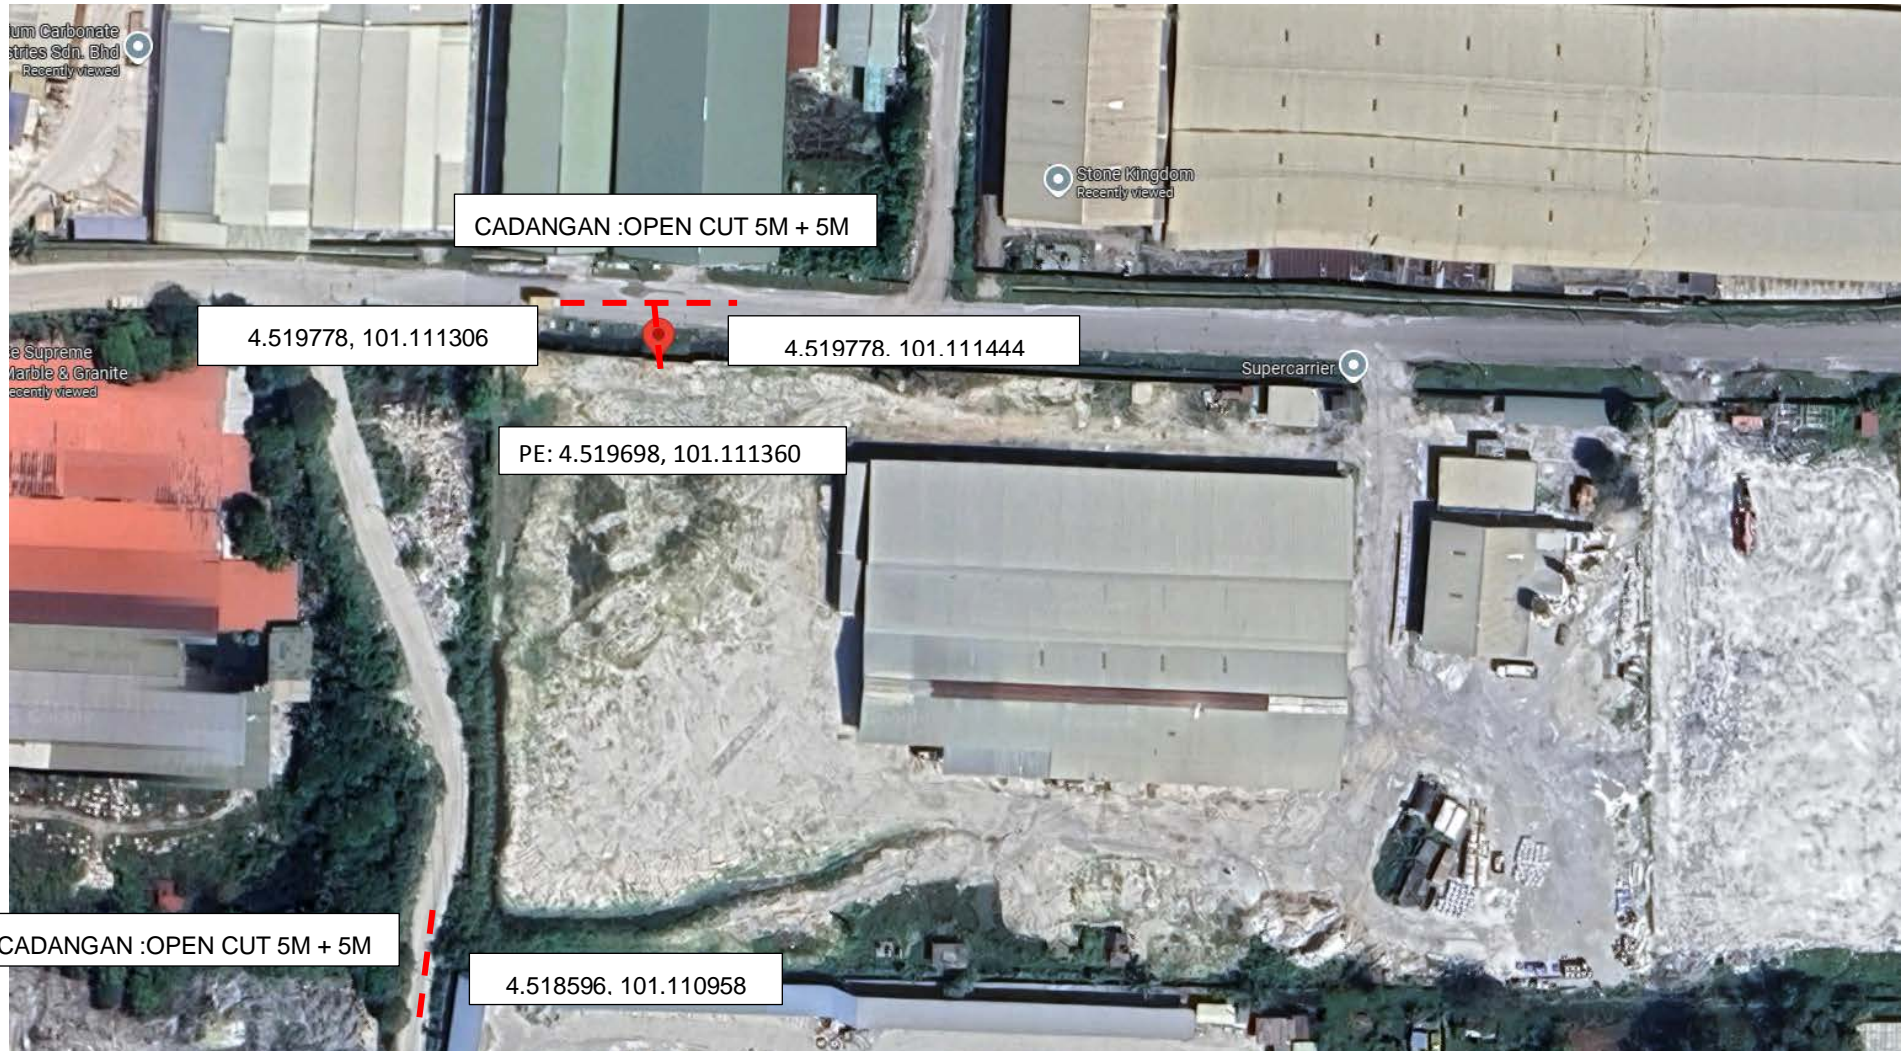 um Carbonate
stries Sdn. Bhd
Recently viewed
Stone Kingdom
Recently viewed
CADANGAN :OPEN CUT 5M + 5M
4.519778, 101.111306
4.519778, 101.111444
e Supreme
Marble & Granite
ecently viewed
Supercarrier
PE: 4.519698, 101.111360
CADANGAN :OPEN CUT 5M + 5M
4.518596, 101.110958